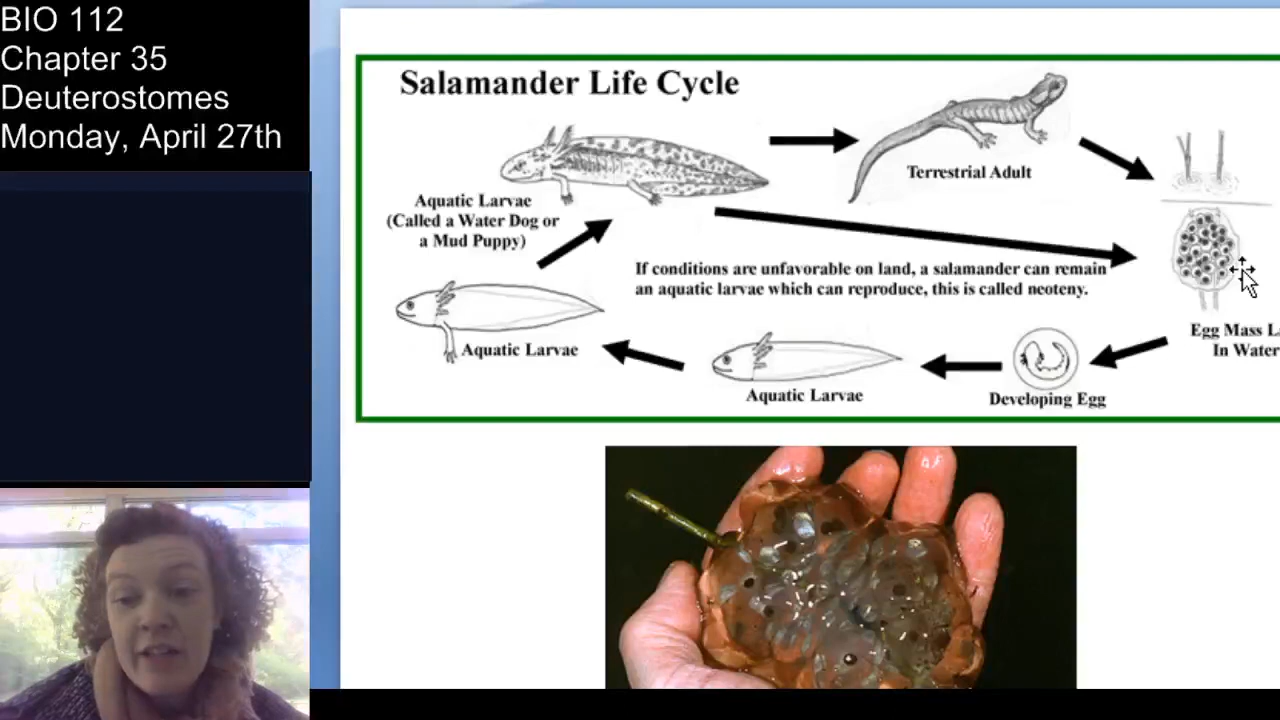 BIO 112
Chapter 35
Deuterostomes
Monday, April 27th
Salamander Life Cycle
Terrestrial Adult
Aquatic Larvae
(Called a Water Dog or
a Mud Puppy)
If conditions are unfavorable on land, a salamander can remain
an aquatic larvae which can reproduce, this is called neoteny.
Egg Mass
In Water
Aquatic Larvae
Aquatic Larvae
Developing Egg